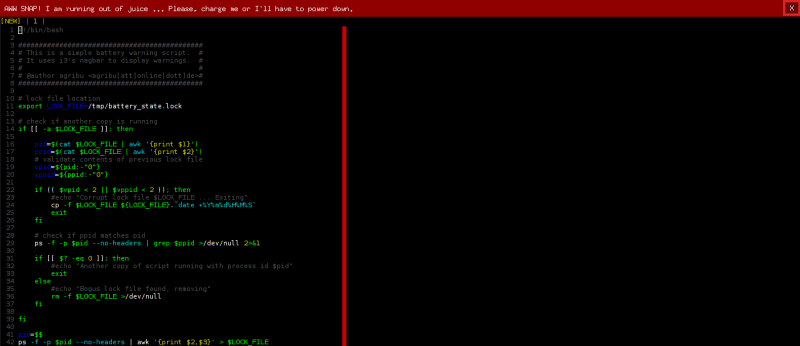 AWW SNAP! I am running out of juice ... Please, charge me or I'll have to power down. X
[NEW] | 1 |
1 #!/bin/bash
2
3 #############################################
4 # This is a simple battery warning script. #
5 # It uses i3's nagbar to display warnings. #
6 # #
7 # @author agribu <agribu[att]online[dott]de>#
8 #############################################
9
10 # lock file location
11 export LOCK_FILE=/tmp/battery_state.lock
12
13 # check if another copy is running
14 if [[ -a $LOCK_FILE ]]; then
15
16 pid=$(cat $LOCK_FILE | awk '{print $1}')
17 ppid=$(cat $LOCK_FILE | awk '{print $2}')
18 # validate contents of previous lock file
19 vpid=${pid:-"0"}
20 vppid=${ppid:-"0"}
21
22 if (( $vpid < 2 || $vppid < 2 )); then
23 #echo "Corrupt lock file $LOCK_FILE ... Exiting"
24 cp -f $LOCK_FILE ${LOCK_FILE}.`date +%Y%m%d%H%M%S`
25 exit
26 fi
27
28 # check if ppid matches pid
29 ps -f -p $pid --no-headers | grep $ppid >/dev/null 2>&1
30
31 if [[ $? -eq 0 ]]; then
32 #echo "Another copy of script running with process id $pid"
33 exit
34 else
35 #echo "Bogus lock file found, removing"
36 rm -f $LOCK_FILE >/dev/null
37 fi
38
39 fi
40
41 pid=$$
42 ps -f -p $pid --no-headers | awk '{print $2,$3}' > $LOCK_FILE